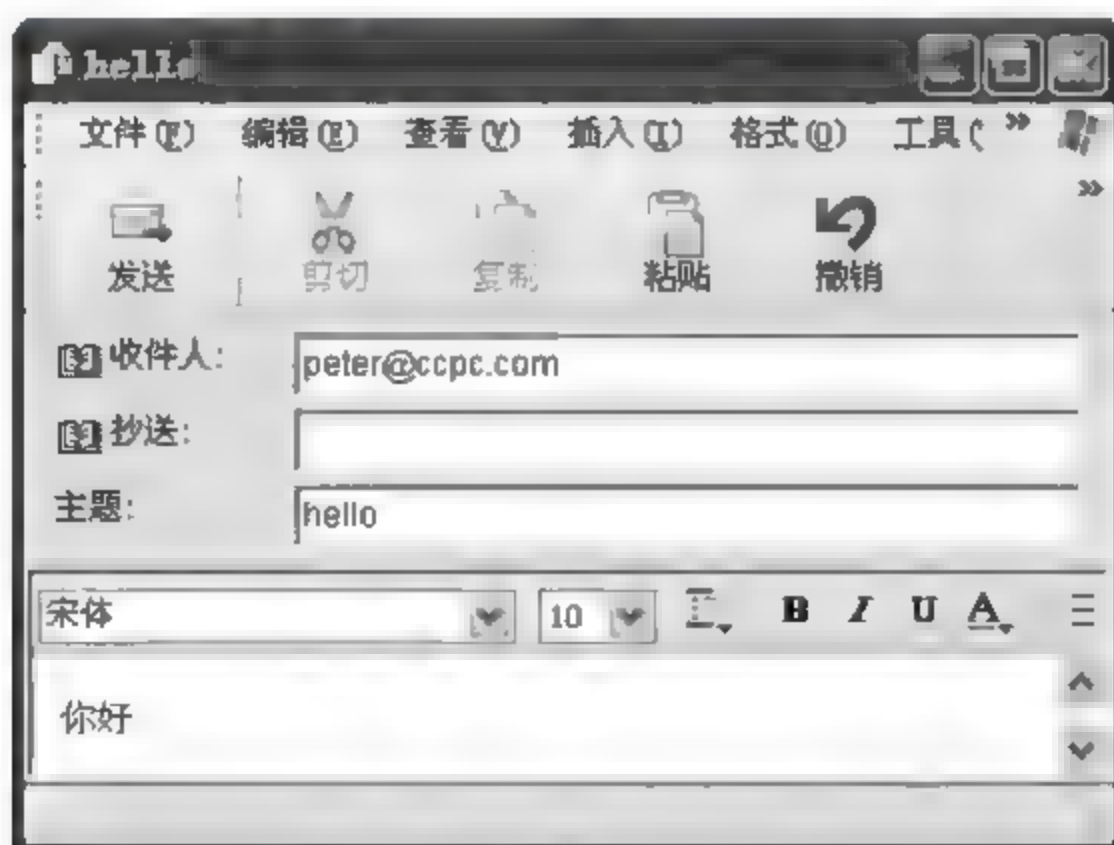 hello
文件(F) 编辑(E) 查看(V) 插入(I) 格式(O) 工具( »
»
发送 剪切 复制 粘贴 撤销
收件人: peter@ccpc.com
抄送:
主题: hello
宋体 10 B I U A
你好